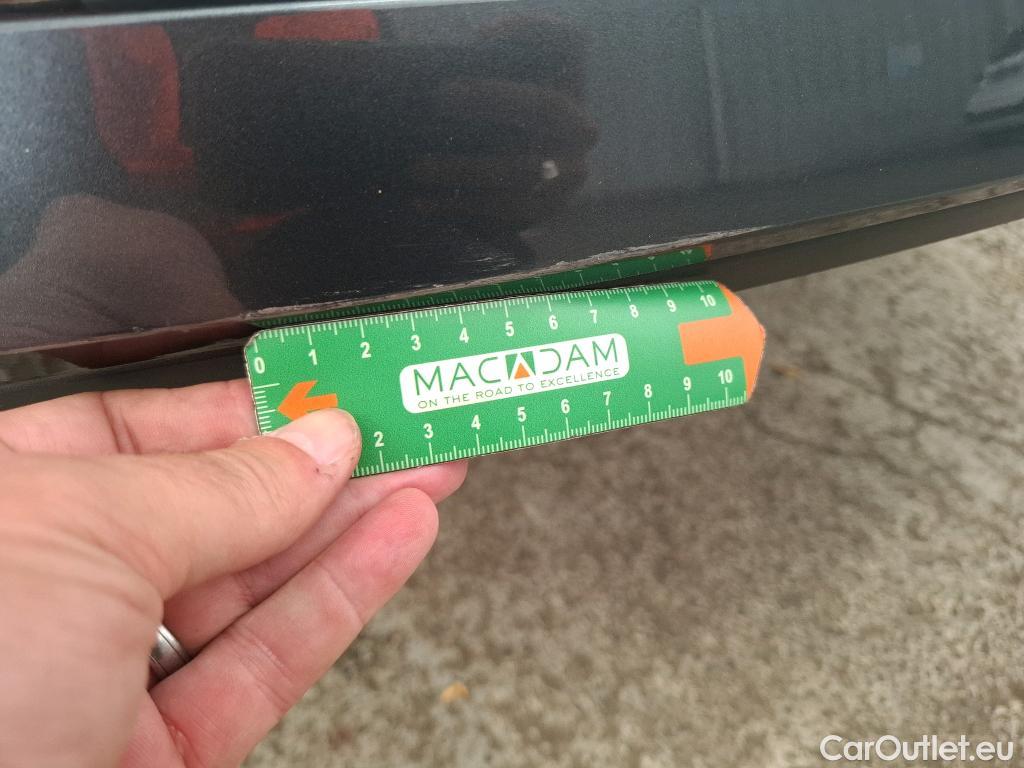 0 1 2 3 4 5 6 7 8 9 10
MACADAM
ON THE ROAD TO EXCELLENCE
2 3 4 5 6 7 8 9 10
CarOutlet.eu